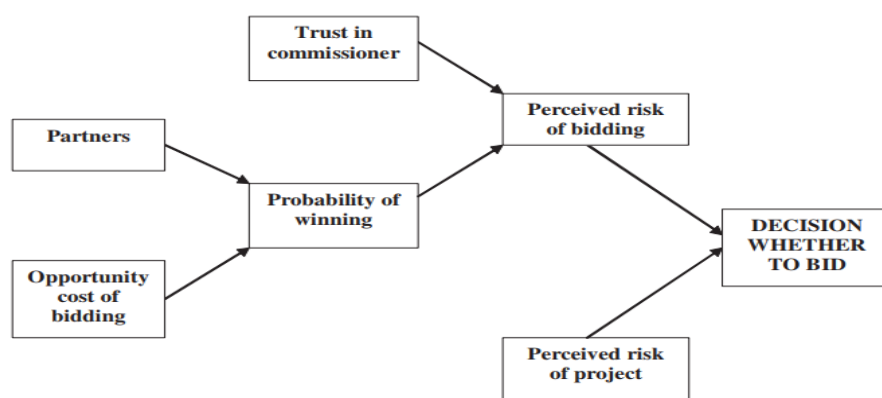 Trust in
commissioner
Perceived risk
of bidding
Partners
Probability of
winning
DECISION
WHETHER
TO BID
Opportunity
cost of
bidding
Perceived risk
of project